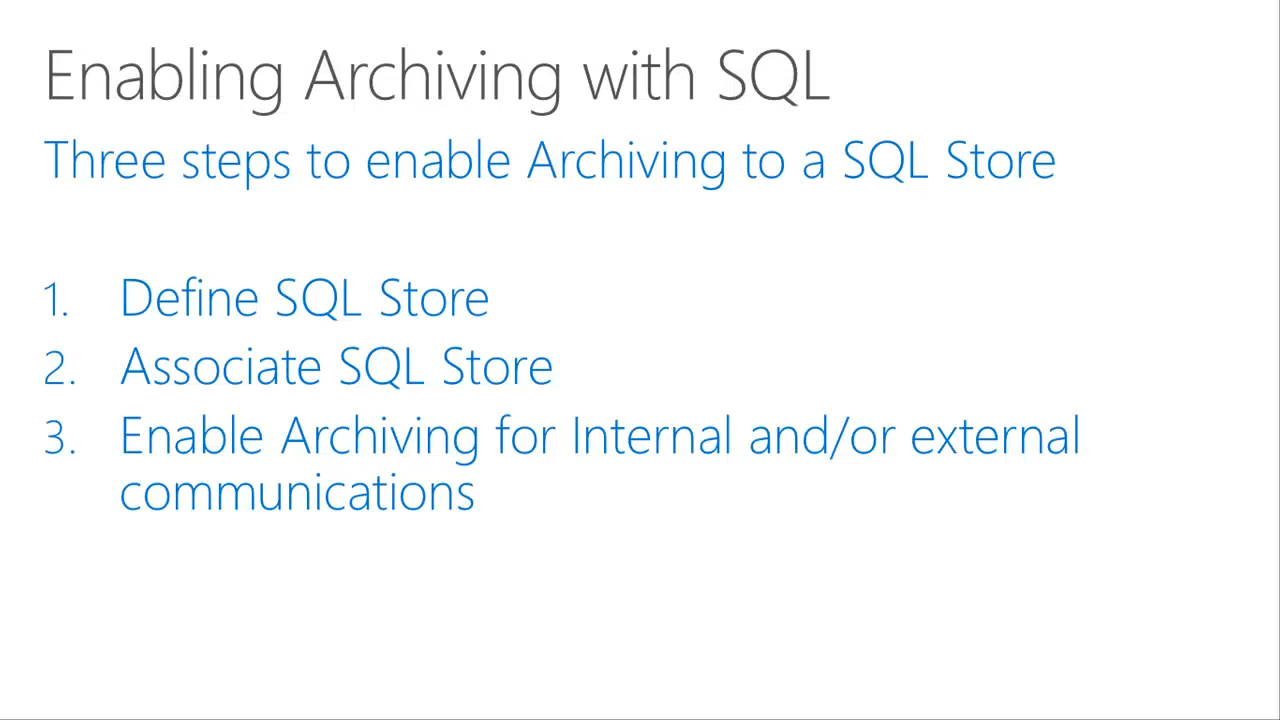 Enabling Archiving with SQL
Three steps to enable Archiving to a SQL Store
1. Define SQL Store
2. Associate SQL Store
3. Enable Archiving for Internal and/or external
communications